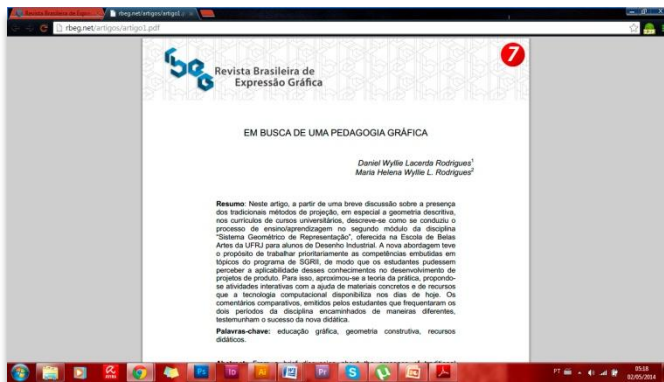 Revista Brasileira de Expre
rbeg.net/artigos/artigo1.p
rbeg.net/artigos/artigo1.pdf
rbeg
Revista Brasileira de
Expressão Gráfica
7
EM BUSCA DE UMA PEDAGOGIA GRÁFICA
Daniel Wyllie Lacerda Rodrigues1
Maria Helena Wyllie L. Rodrigues2
Resumo: Neste artigo, a partir de uma breve discussão sobre a presença
dos tradicionais métodos de projeção, em especial a geometria descritiva,
nos currículos de cursos universitários, descreve-se como se conduziu o
processo de ensino/aprendizagem no segundo módulo da disciplina
"Sistema Geométrico de Representação", oferecida na Escola de Belas
Artes da UFRJ para alunos de Desenho Industrial. A nova abordagem teve
o propósito de trabalhar prioritariamente as competências embutidas em
tópicos do programa de SGRII, de modo que os estudantes pudessem
perceber a aplicabilidade desses conhecimentos no desenvolvimento de
projetos de produto. Para isso, aproximou-se a teoria da prática, propondo-
se atividades interativas com a ajuda de materiais concretos e de recursos
que a tecnologia computacional disponibiliza nos dias de hoje. Os
comentários comparativos, emitidos pelos estudantes que frequentaram os
dois períodos da disciplina encaminhados de maneiras diferentes,
testemunham o sucesso da nova didática.
Palavras-chave: educação gráfica, geometria construtiva, recursos
didáticos.
Ps Id Ai Pr S
PT
05:18
02/05/2014